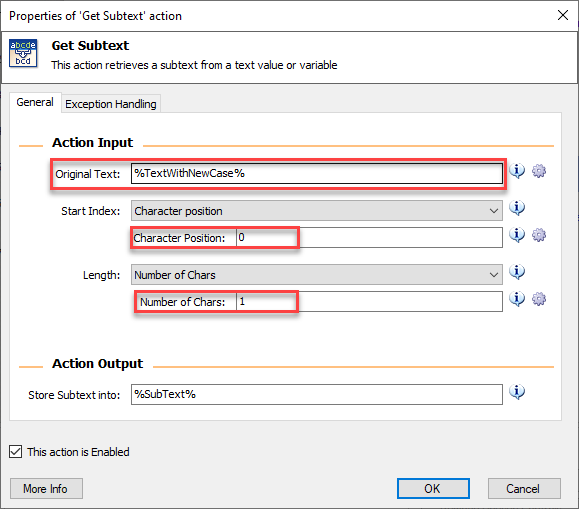 Properties of 'Get Subtext' action
abcde
bcd
Get Subtext
This action retrieves a subtext from a text value or variable
General
Exception Handling
Action Input
Original Text: %TextWithNewCase%
Start Index: Character position
Character Position: 0
Length: Number of Chars
Number of Chars: 1
Action Output
Store Subtext into: %SubText%
This action is Enabled
More Info
OK
Cancel